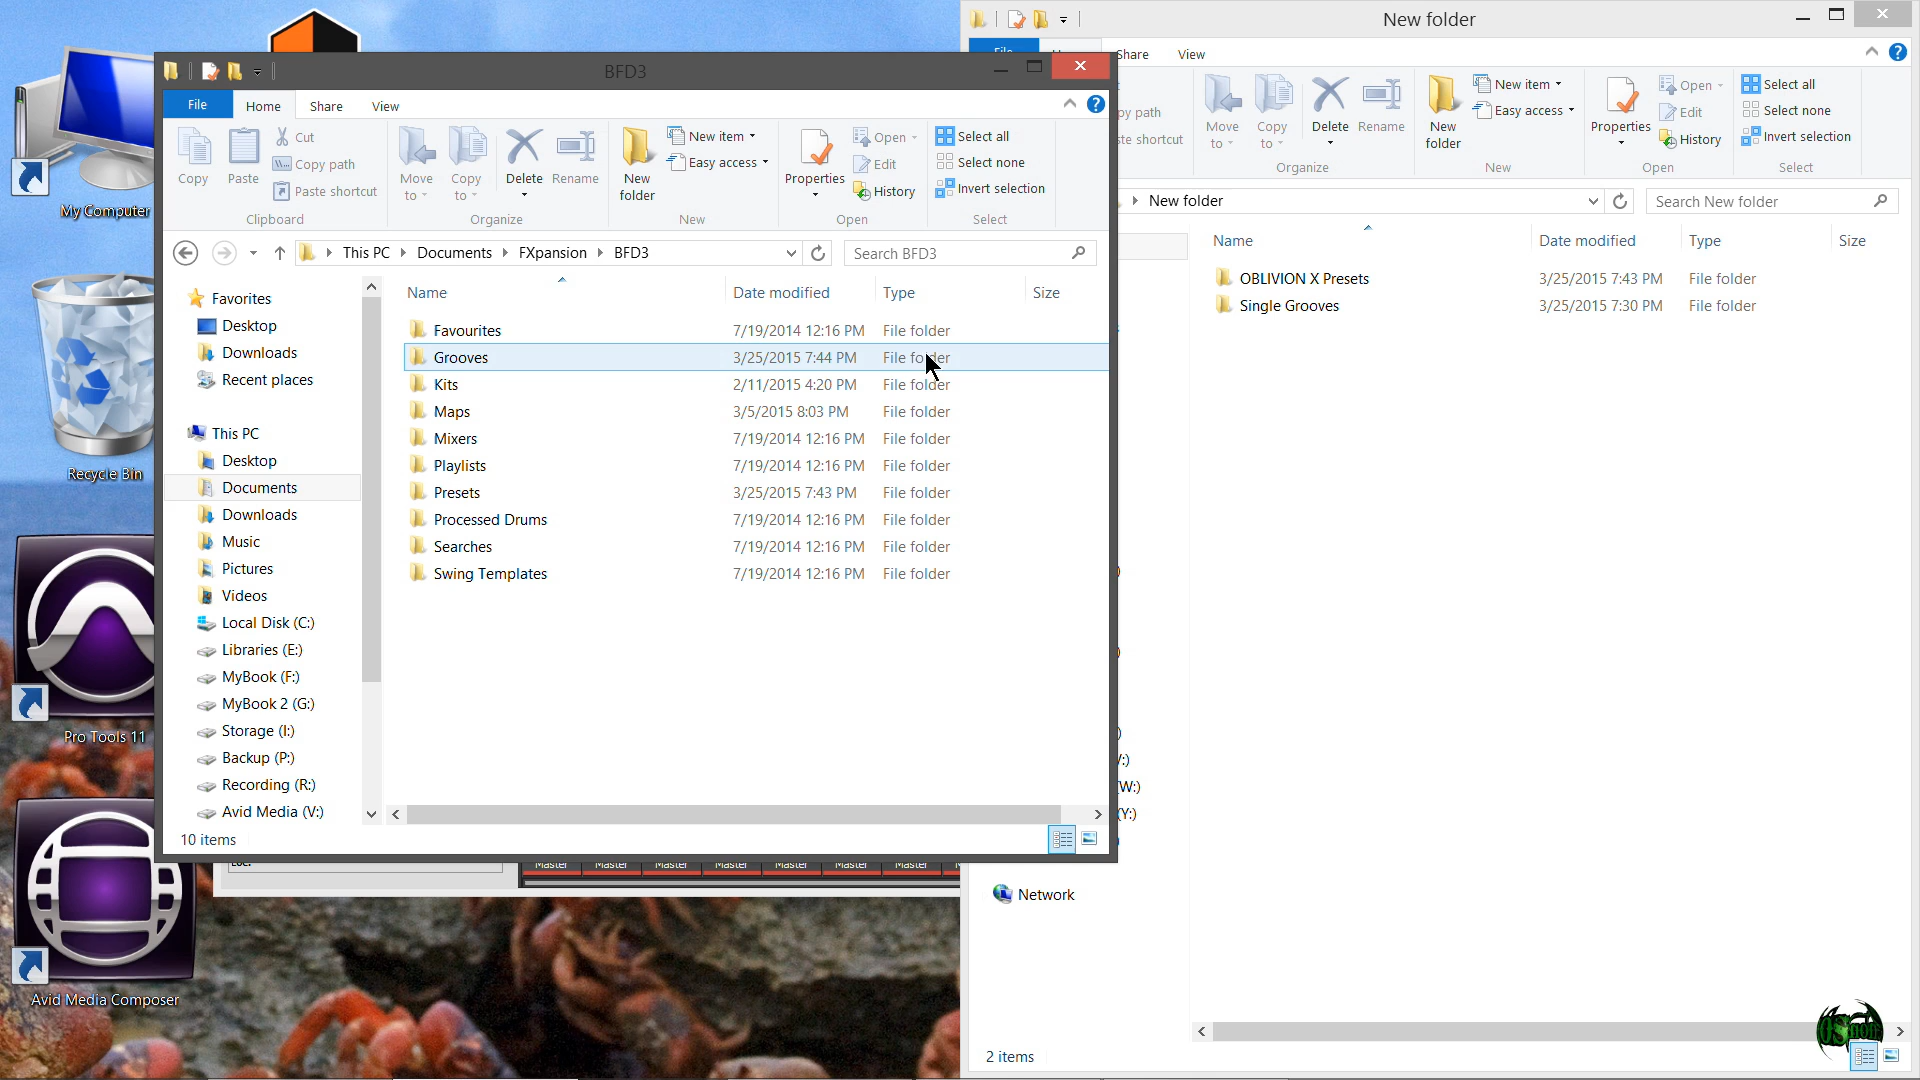 My Computer
Recycle Bin
Pro Tools 11
Avid Media Composer
BFD3
File Home Share View
Copy
Paste
Cut
Copy path
Paste shortcut
Clipboard
Move to
Copy to
Delete
Rename
Organize
New folder
New item
Easy access
New
Properties
Open
Edit
History
Open
Select all
Select none
Invert selection
Select
This PC Documents FXpansion BFD3
Search BFD3
Favorites
Desktop
Downloads
Recent places
This PC
Desktop
Documents
Downloads
Music
Pictures
Videos
Local Disk (C:)
Libraries (E:)
MyBook (F:)
MyBook 2 (G:)
Storage (I:)
Backup (P:)
Recording (R:)
Avid Media (V:)
Name Date modified Type Size
Favourites 7/19/2014 12:16 PM File folder
Grooves 3/25/2015 7:44 PM File folder
Kits 2/11/2015 4:20 PM File folder
Maps 3/5/2015 8:03 PM File folder
Mixers 7/19/2014 12:16 PM File folder
Playlists 7/19/2014 12:16 PM File folder
Presets 3/25/2015 7:43 PM File folder
Processed Drums 7/19/2014 12:16 PM File folder
Searches 7/19/2014 12:16 PM File folder
Swing Templates 7/19/2014 12:16 PM File folder
10 items
Master Master Master Master Master Master Master
New folder
File Share View
py path
ste shortcut
Move to
Copy to
Delete
Rename
Organize
New folder
New item
Easy access
New
Properties
Open
Edit
History
Open
Select all
Select none
Invert selection
Select
New folder
Search New folder
Name Date modified Type Size
OBLIVION X Presets 3/25/2015 7:43 PM File folder
Single Grooves 3/25/2015 7:30 PM File folder
W:)
Y:)
Network
2 items